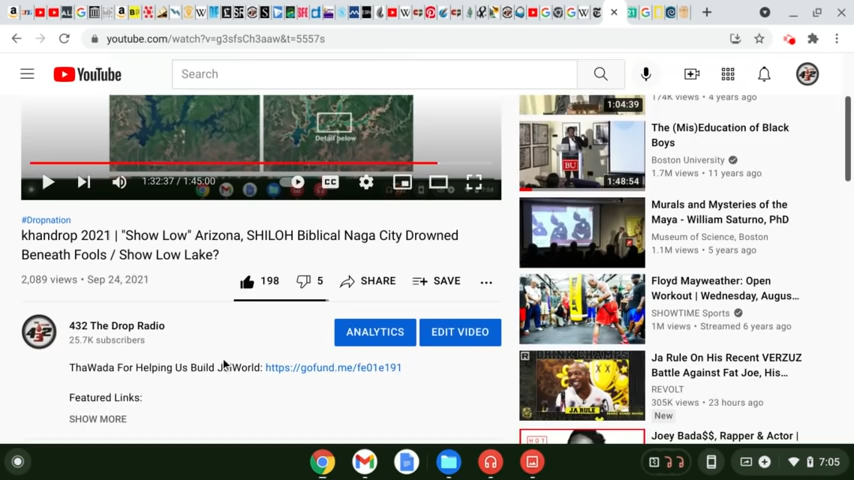 youtube.com/watch?v=g3sfsCh3aaw&t=5557s
YouTube
Search
Detail below
1:32:37 / 1:45:00
CC
#Dropnation
khandrop 2021 | "Show Low" Arizona, SHILOH Biblical Naga City Drowned
Beneath Fools / Show Low Lake?
2,089 views • Sep 24, 2021
198
5
SHARE
SAVE
432 The Drop Radio
25.7K subscribers
ANALYTICS
EDIT VIDEO
ThaWada For Helping Us Build World: https://gofund.me/fe01e191
Featured Links:
SHOW MORE
1:04:39
174K views • 4 years ago
1:48:54
The (Mis)Education of Black
Boys
Boston University
1.7M views • 11 years ago
Murals and Mysteries of the
Maya - William Saturno, PhD
Museum of Science, Boston
1.1M views • 5 years ago
Floyd Mayweather: Open
Workout | Wednesday, Augus...
SHOWTIME Sports
1M views • Streamed 6 years ago
JA RULE
Ja Rule On His Recent VERZUZ
Battle Against Fat Joe, His...
REVOLT
305K views • 23 hours ago
New
HOT
Joey Bada$$, Rapper & Actor |
7:05